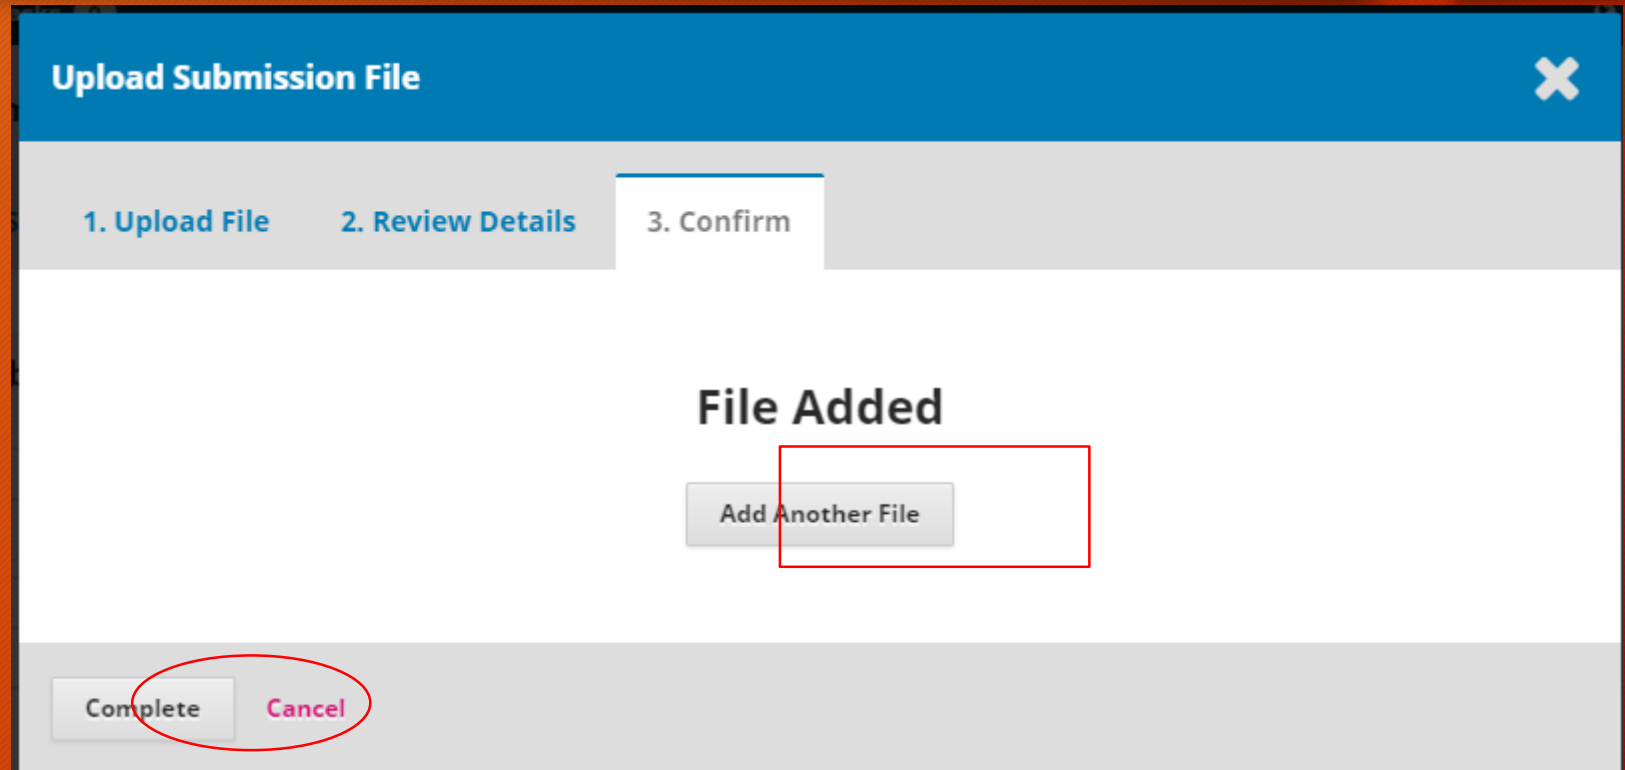 Upload Submission File
1. Upload File 2. Review Details 3. Confirm
File Added
Add Another File
Complete Cancel